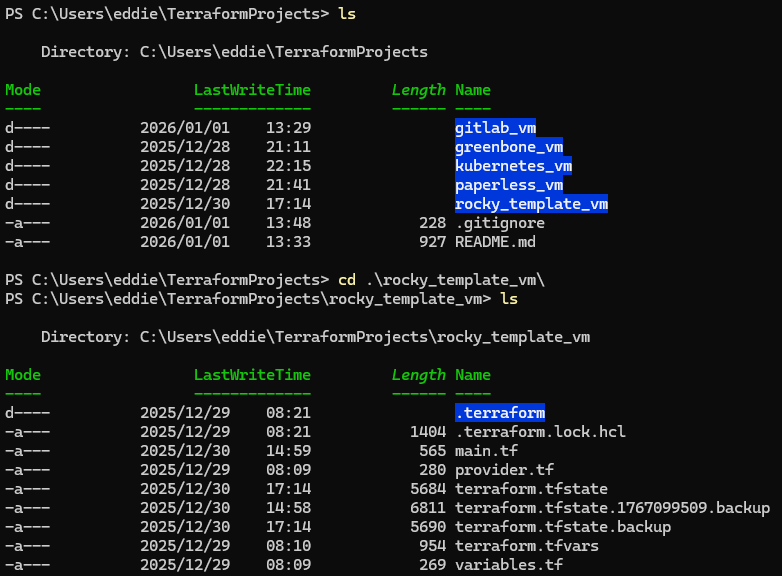 PS C:\Users\eddie\TerraformProjects> ls
Directory: C:\Users\eddie\TerraformProjects
Mode                 LastWriteTime         Length Name
----                 -------------         ------ ----
d----          2026/01/01    13:29                gitlab_vm
d----          2025/12/28    21:11                greenbone_vm
d----          2025/12/28    22:15                kubernetes_vm
d----          2025/12/28    21:41                paperless_vm
d----          2025/12/30    17:14                rocky_template_vm
-a---          2026/01/01    13:48            228 .gitignore
-a---          2026/01/01    13:33            927 README.md
PS C:\Users\eddie\TerraformProjects> cd .\rocky_template_vm\
PS C:\Users\eddie\TerraformProjects\rocky_template_vm> ls
Directory: C:\Users\eddie\TerraformProjects\rocky_template_vm
Mode                 LastWriteTime         Length Name
----                 -------------         ------ ----
d----          2025/12/29    08:21                .terraform
-a---          2025/12/29    08:21           1404 .terraform.lock.hcl
-a---          2025/12/30    14:59            565 main.tf
-a---          2025/12/29    08:09            280 provider.tf
-a---          2025/12/30    17:14           5684 terraform.tfstate
-a---          2025/12/30    14:58           6811 terraform.tfstate.1767099509.backup
-a---          2025/12/30    17:14           5690 terraform.tfstate.backup
-a---          2025/12/29    08:10            954 terraform.tfvars
-a---          2025/12/29    08:09            269 variables.tf